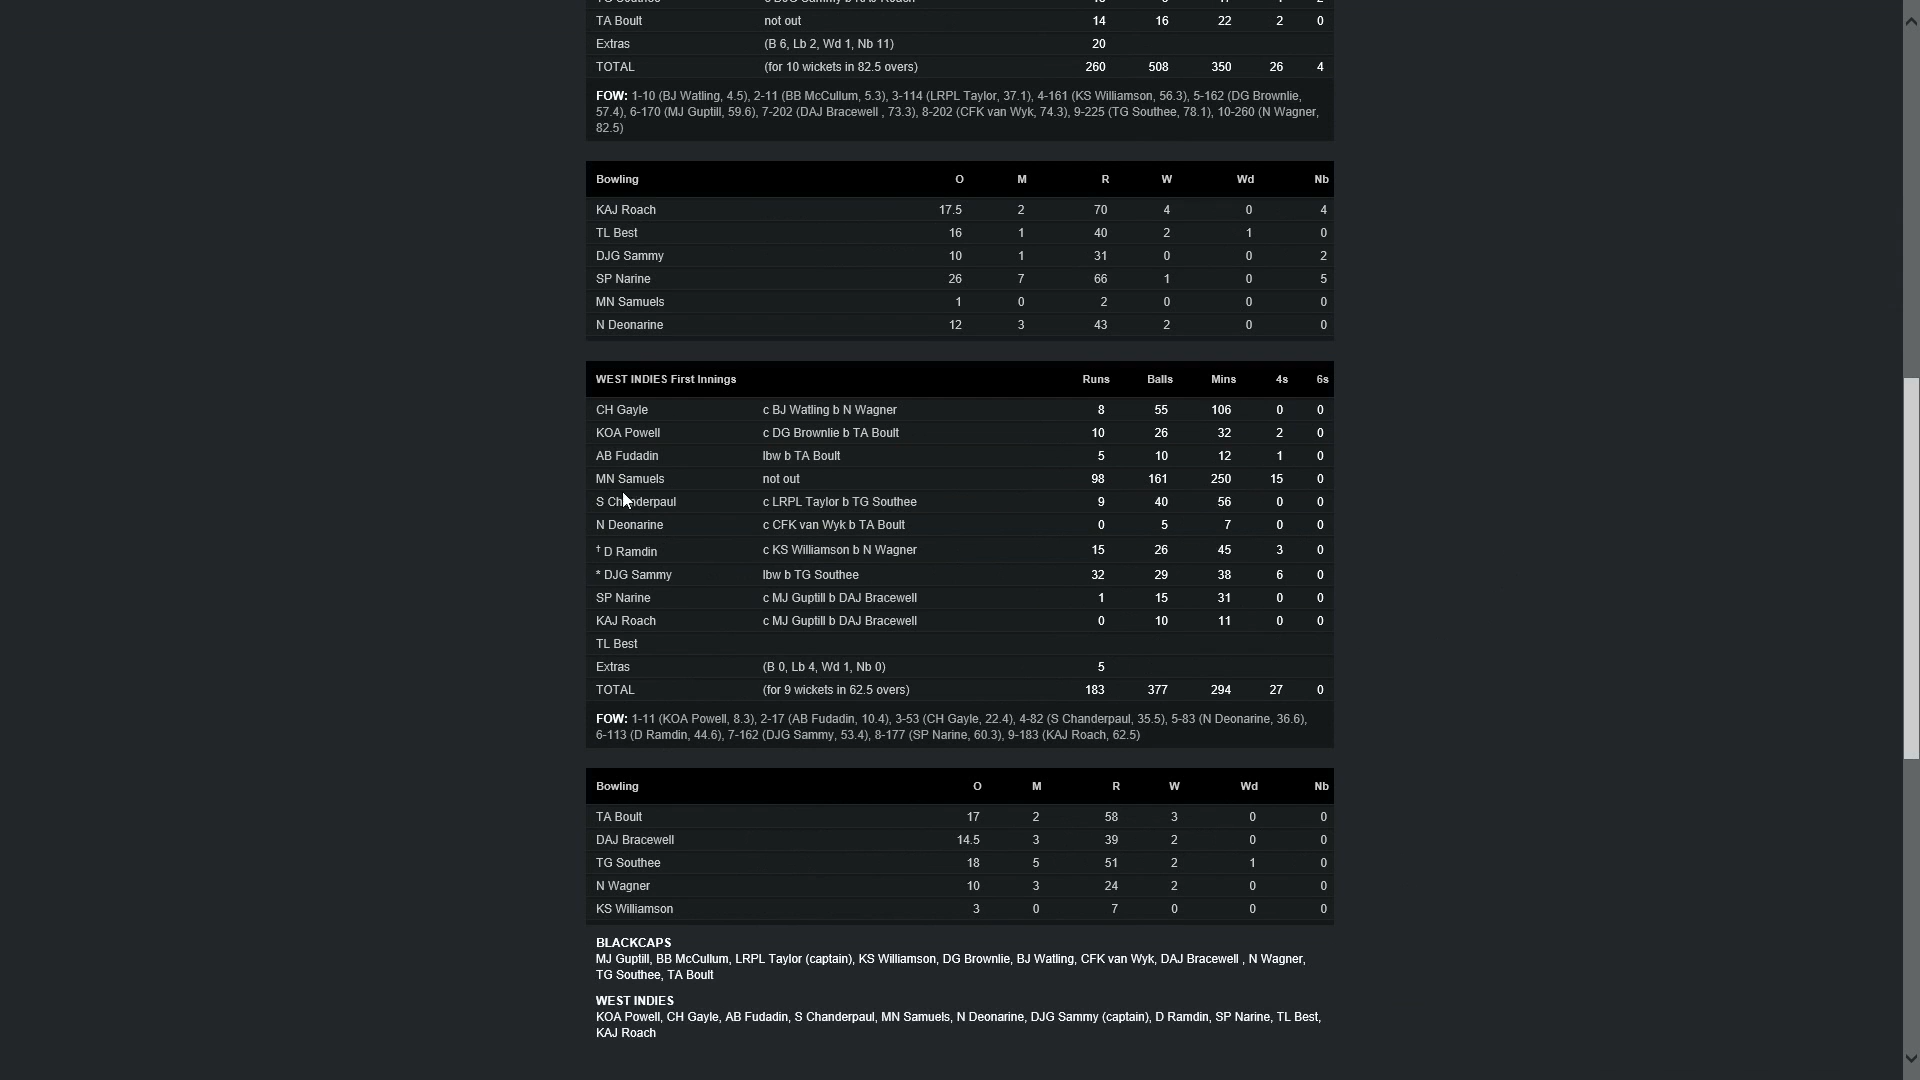 TA Boult not out 14 16 22 2 0
Extras (B 6, Lb 2, Wd 1, Nb 11) 20
TOTAL (for 10 wickets in 82.5 overs) 260 508 350 26 4
FOW: 1-10 (BJ Watling, 4.5), 2-11 (BB McCullum, 5.3), 3-114 (LRPL Taylor, 37.1), 4-161 (KS Williamson, 56.3), 5-162 (DG Brownlie,
57.4), 6-170 (MJ Guptill, 59.6), 7-202 (DAJ Bracewell , 73.3), 8-202 (CFK van Wyk, 74.3), 9-225 (TG Southee, 78.1), 10-260 (N Wagner,
82.5)
Bowling O M R W Wd Nb
KAJ Roach 17.5 2 70 4 0 4
TL Best 16 1 40 2 1 0
DJG Sammy 10 1 31 0 0 2
SP Narine 26 7 66 1 0 5
MN Samuels 1 0 2 0 0 0
N Deonarine 12 3 43 2 0 0
WEST INDIES First Innings Runs Balls Mins 4s 6s
CH Gayle c BJ Watling b N Wagner 8 55 106 0 0
KOA Powell c DG Brownlie b TA Boult 10 26 32 2 0
AB Fudadin lbw b TA Boult 5 10 12 1 0
MN Samuels not out 98 161 250 15 0
S Chanderpaul c LRPL Taylor b TG Southee 9 40 56 0 0
N Deonarine c CFK van Wyk b TA Boult 0 5 7 0 0
† D Ramdin c KS Williamson b N Wagner 15 26 45 3 0
* DJG Sammy lbw b TG Southee 32 29 38 6 0
SP Narine c MJ Guptill b DAJ Bracewell 1 15 31 0 0
KAJ Roach c MJ Guptill b DAJ Bracewell 0 10 11 0 0
TL Best
Extras (B 0, Lb 4, Wd 1, Nb 0) 5
TOTAL (for 9 wickets in 62.5 overs) 183 377 294 27 0
FOW: 1-11 (KOA Powell, 8.3), 2-17 (AB Fudadin, 10.4), 3-53 (CH Gayle, 22.4), 4-82 (S Chanderpaul, 35.5), 5-83 (N Deonarine, 36.6),
6-113 (D Ramdin, 44.6), 7-162 (DJG Sammy, 53.4), 8-177 (SP Narine, 60.3), 9-183 (KAJ Roach, 62.5)
Bowling O M R W Wd Nb
TA Boult 17 2 58 3 0 0
DAJ Bracewell 14.5 3 39 2 0 0
TG Southee 18 5 51 2 1 0
N Wagner 10 3 24 2 0 0
KS Williamson 3 0 7 0 0 0
BLACKCAPS
MJ Guptill, BB McCullum, LRPL Taylor (captain), KS Williamson, DG Brownlie, BJ Watling, CFK van Wyk, DAJ Bracewell , N Wagner,
TG Southee, TA Boult
WEST INDIES
KOA Powell, CH Gayle, AB Fudadin, S Chanderpaul, MN Samuels, N Deonarine, DJG Sammy (captain), D Ramdin, SP Narine, TL Best,
KAJ Roach